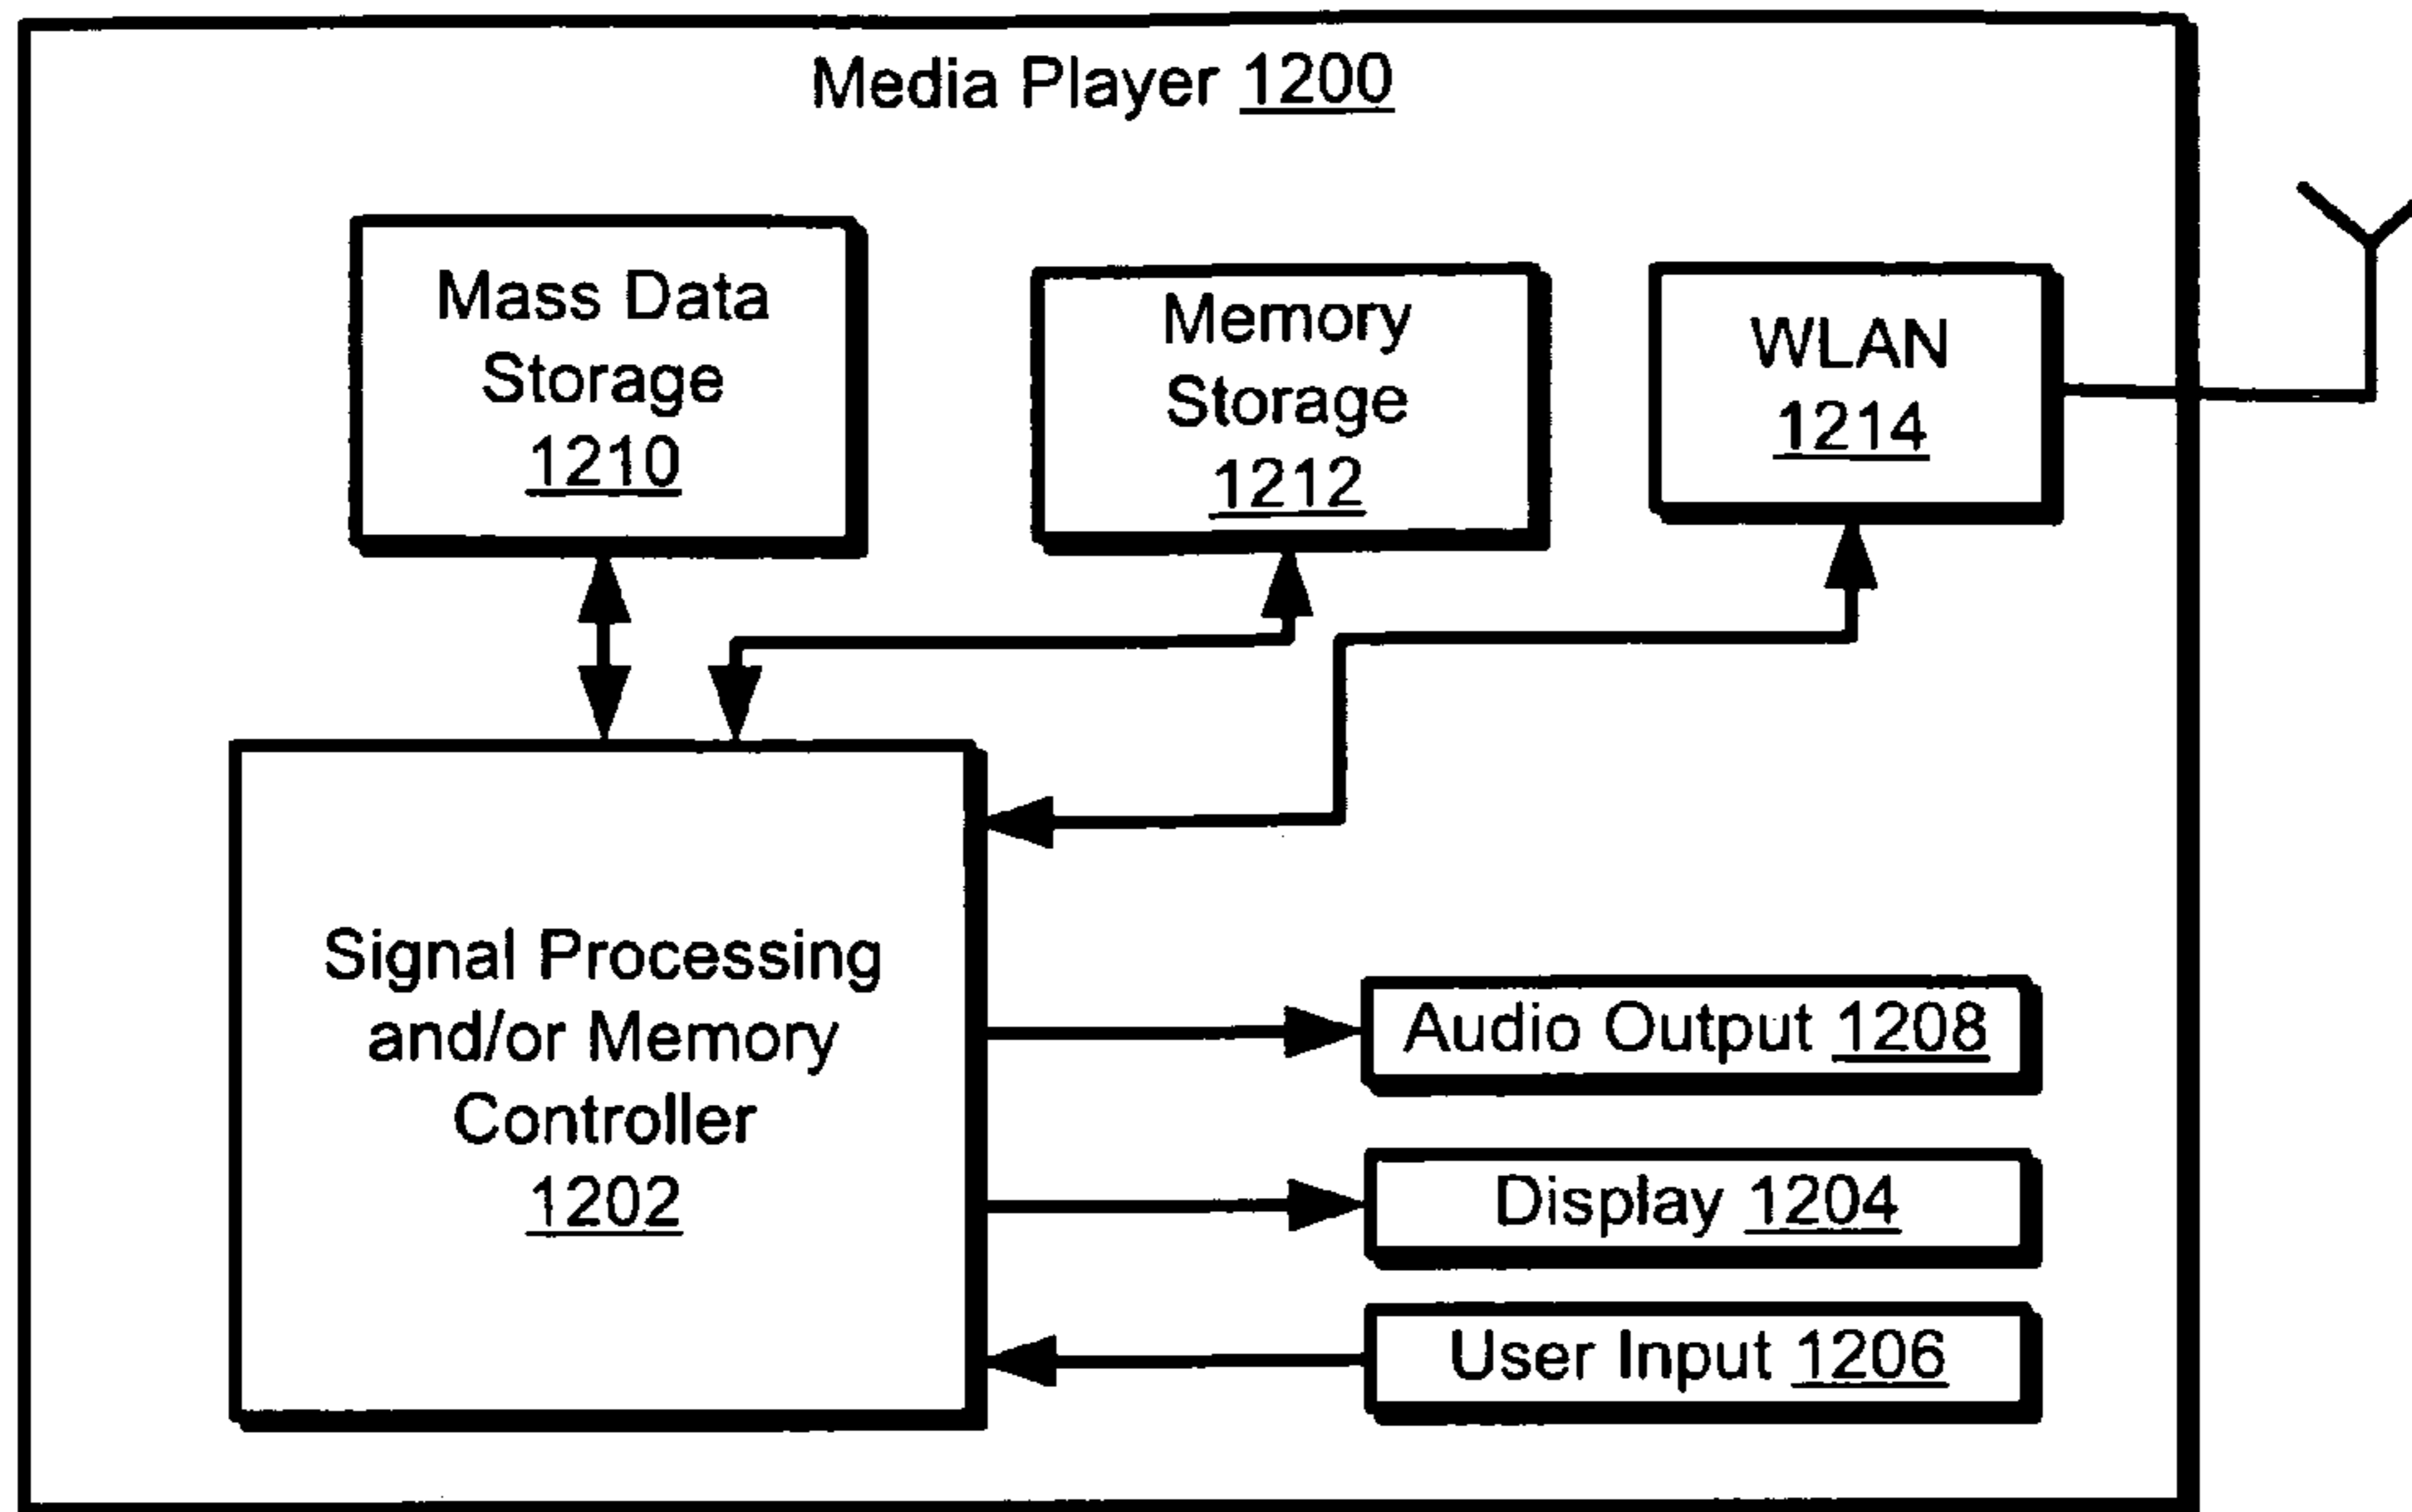 Media Player 1200
Mass Data
Storage
1210
Memory
Storage
1212
WLAN
1214
Signal Processing
and/or Memory
Controller
1202
Audio Output 1208
Display 1204
User Input 1206